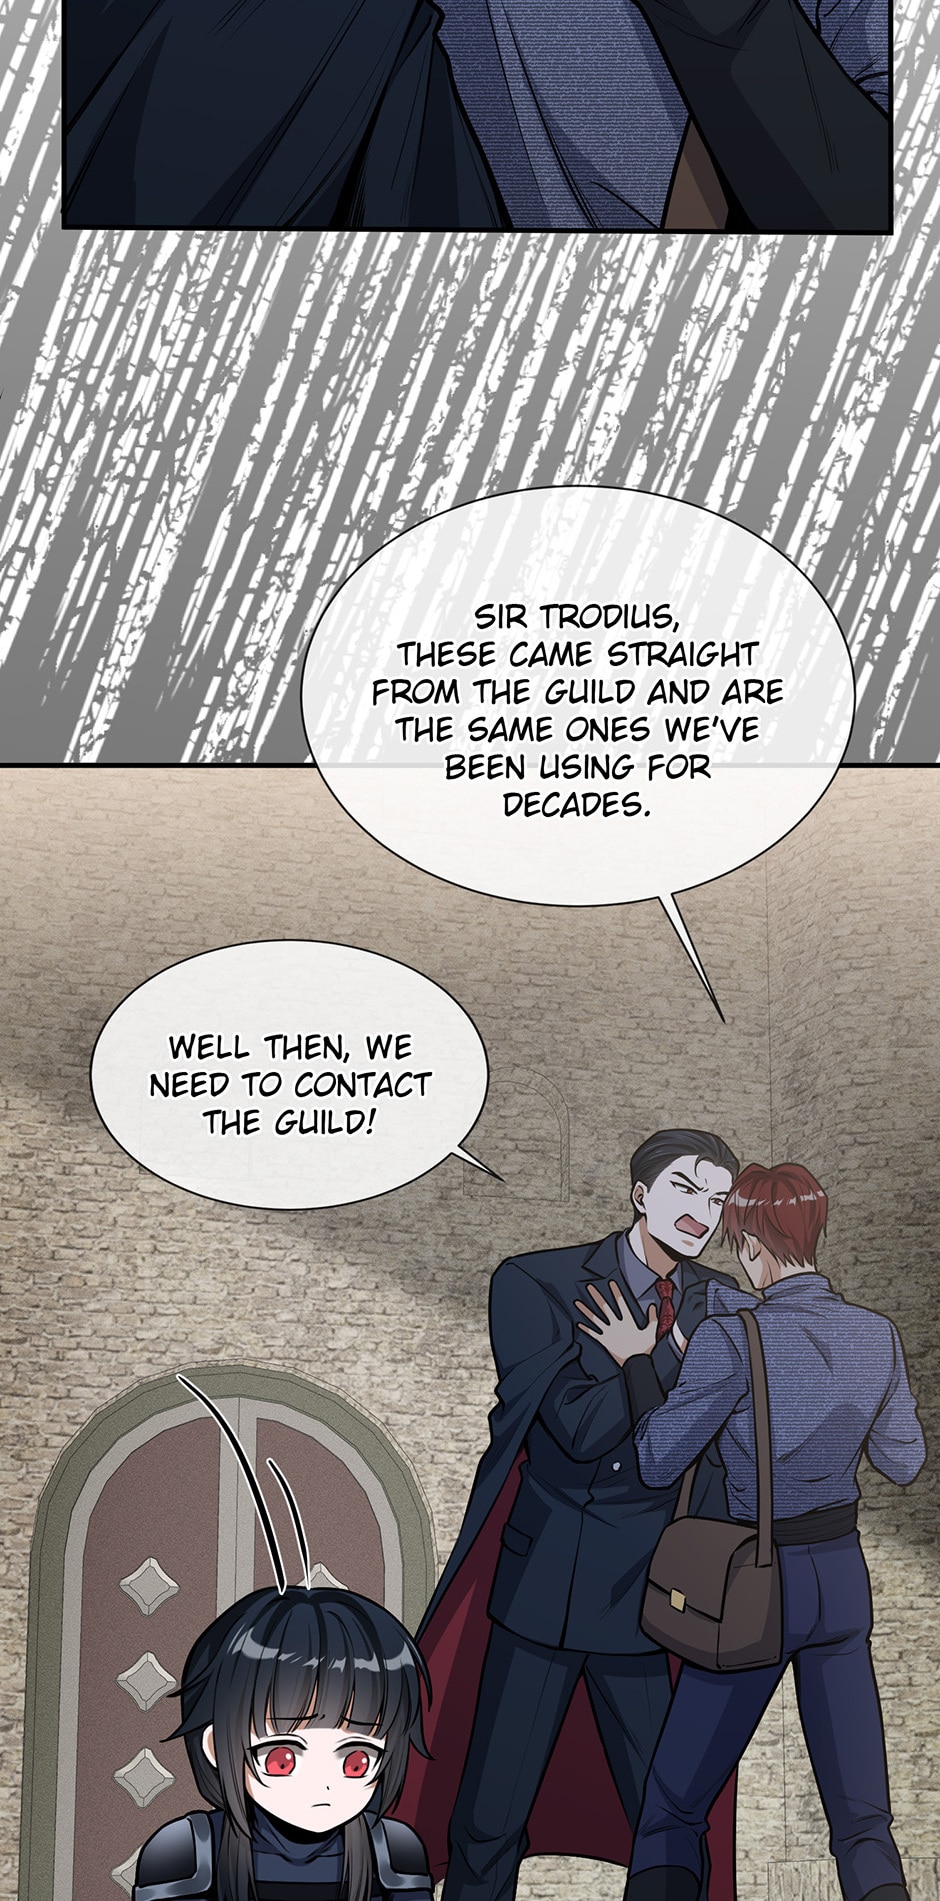 SIR TRODIUS,
THESE CAME STRAIGHT
FROM THE GUILD AND ARE
THE SAME ONES WE'VE
BEEN USING FOR
DECADES.
WELL THEN, WE
NEED TO CONTACT
THE GUILD!